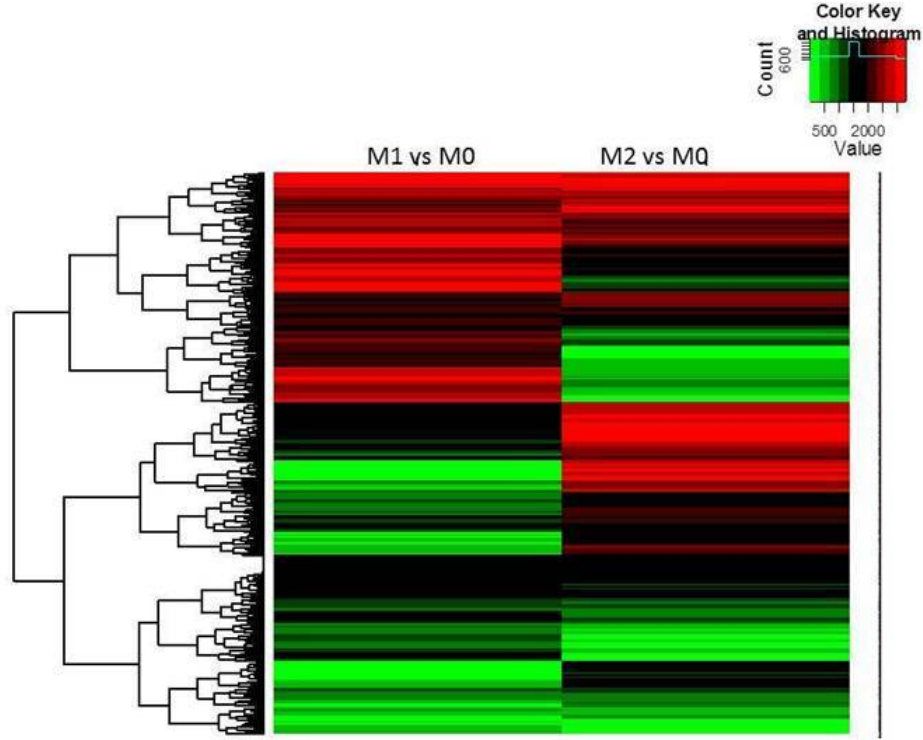 Color Key
and Histogram
Count
600
500 2000
Value
M1 vs M0
M2 vs M0